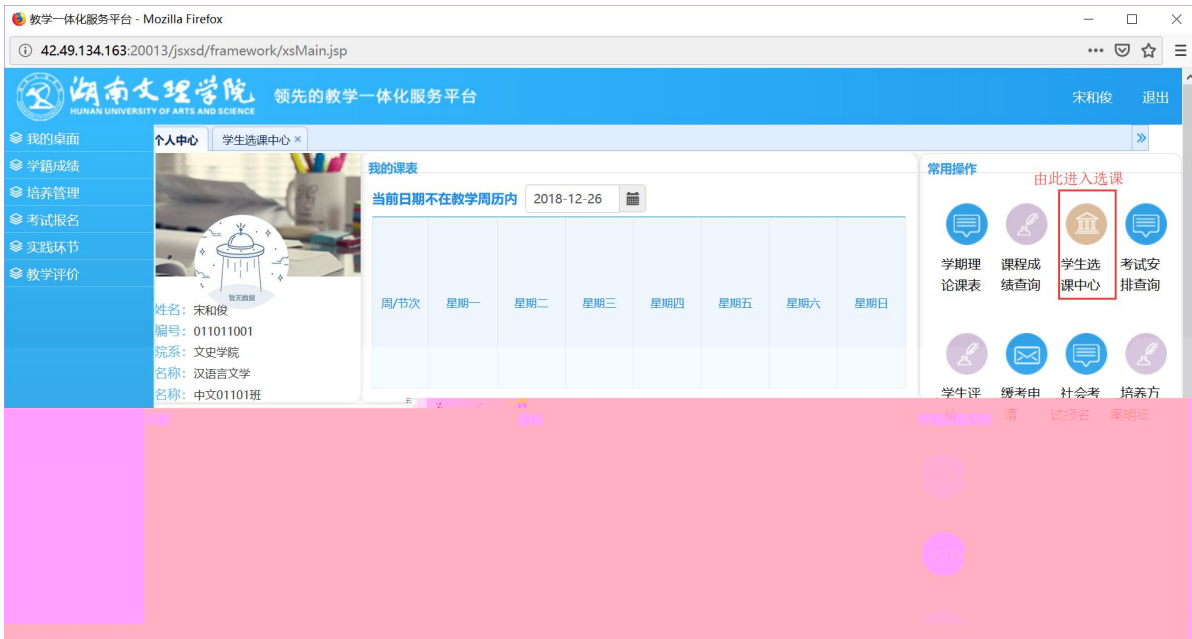 教学一体化服务平台 - Mozilla Firefox
42.49.134.163:20013/jsxsd/framework/xsMain.jsp
湖南文理学院
HUNAN UNIVERSITY OF ARTS AND SCIENCE
领先的教学一体化服务平台
宋和俊 退出
我的桌面
学籍成绩
培养管理
考试报名
实践环节
教学评价
个人中心 学生选课中心 ×
暂无数据
姓名：宋和俊
编号：011011001
院系：文史学院
名称：汉语言文学
名称：中文01101班
我的课表
当前日期不在教学周历内 2018-12-26
周/节次 星期一 星期二 星期三 星期四 星期五 星期六 星期日
常用操作
由此进入选课
学期理论课表
课程成绩查询
学生选课中心
考试安排查询
学生评价
缓考申请
社会考试报名
培养方案明细